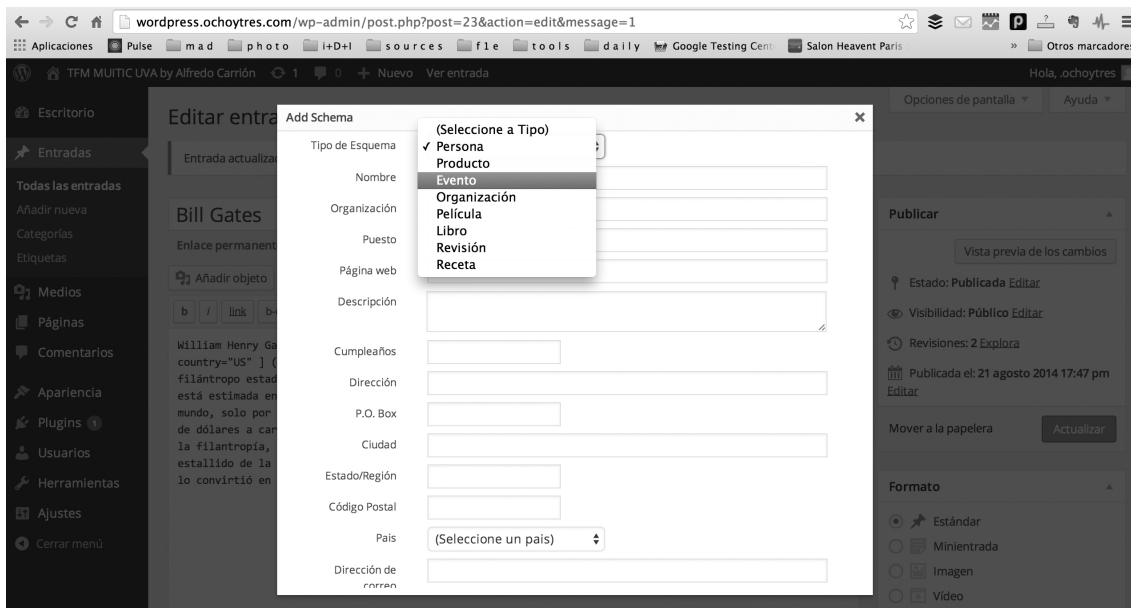 wordpress.ochoytres.com/wp-admin/post.php?post=23&action=edit&message=1
Aplicaciones Pulse m a d p h o t o i+D+I s o u r c e s f 1 e t o o l s d a i l y Google Testing Cent Salon Heavent Paris » Otros marcadores
TFM MUITIC UVA by Alfredo Carrión 1 0 + Nuevo Ver entrada Hola, .ochoytres
Escritorio
Entradas
Todas las entradas
Añadir nueva
Categorías
Etiquetas
Medios
Páginas
Comentarios
Apariencia
Plugins 1
Usuarios
Herramientas
Ajustes
Cerrar menú
Opciones de pantalla Ayuda
Editar entra
Entrada actualizad
Bill Gates
Enlace permanent
Añadir objeto
b i link b-
William Henry Ga
country="US" ] (
filántropo estad
está estimada en
mundo, solo por
de dólares a car
la filantropía,
estallido de la
lo convirtió en
Add Schema
Tipo de Esquema
(Seleccione a Tipo)
✓ Persona
Producto
Evento
Organización
Película
Libro
Revisión
Receta
Nombre
Organización
Puesto
Página web
Descripción
Cumpleaños
Dirección
P.O. Box
Ciudad
Estado/Región
Código Postal
Pais
(Seleccione un pais)
Dirección de
correo
Publicar
Vista previa de los cambios
Estado: Publicada Editar
Visibilidad: Público Editar
Revisiones: 2 Explora
Publicada el: 21 agosto 2014 17:47 pm
Editar
Mover a la papelera
Actualizar
Formato
Estándar
Minientrada
Imagen
Vídeo